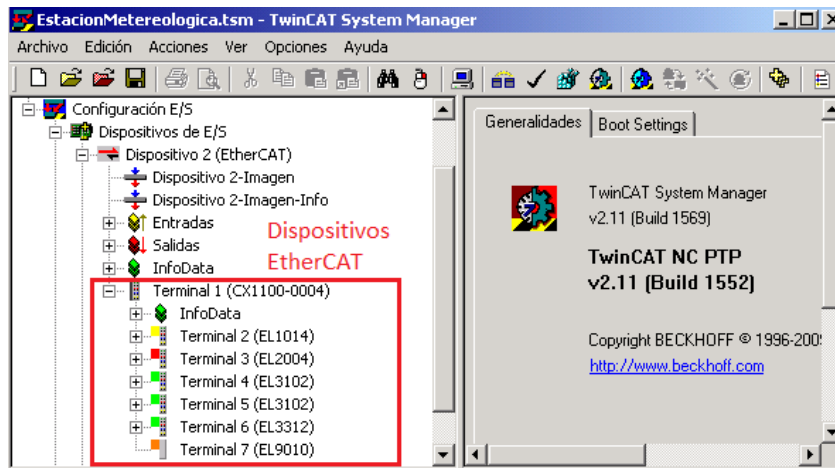 EstacionMetereologica.tsm - TwinCAT System Manager
Archivo Edición Acciones Ver Opciones Ayuda
Configuración E/S
Dispositivos de E/S
Dispositivo 2 (EtherCAT)
Dispositivo 2-Imagen
Dispositivo 2-Imagen-Info
Entradas
Salidas
InfoData
Dispositivos
EtherCAT
Terminal 1 (CX1100-0004)
InfoData
Terminal 2 (EL1014)
Terminal 3 (EL2004)
Terminal 4 (EL3102)
Terminal 5 (EL3102)
Terminal 6 (EL3312)
Terminal 7 (EL9010)
Generalidades Boot Settings
TwinCAT System Manager
v2.11 (Build 1569)
TwinCAT NC PTP
v2.11 (Build 1552)
Copyright BECKHOFF © 1996-200
http://www.beckhoff.com